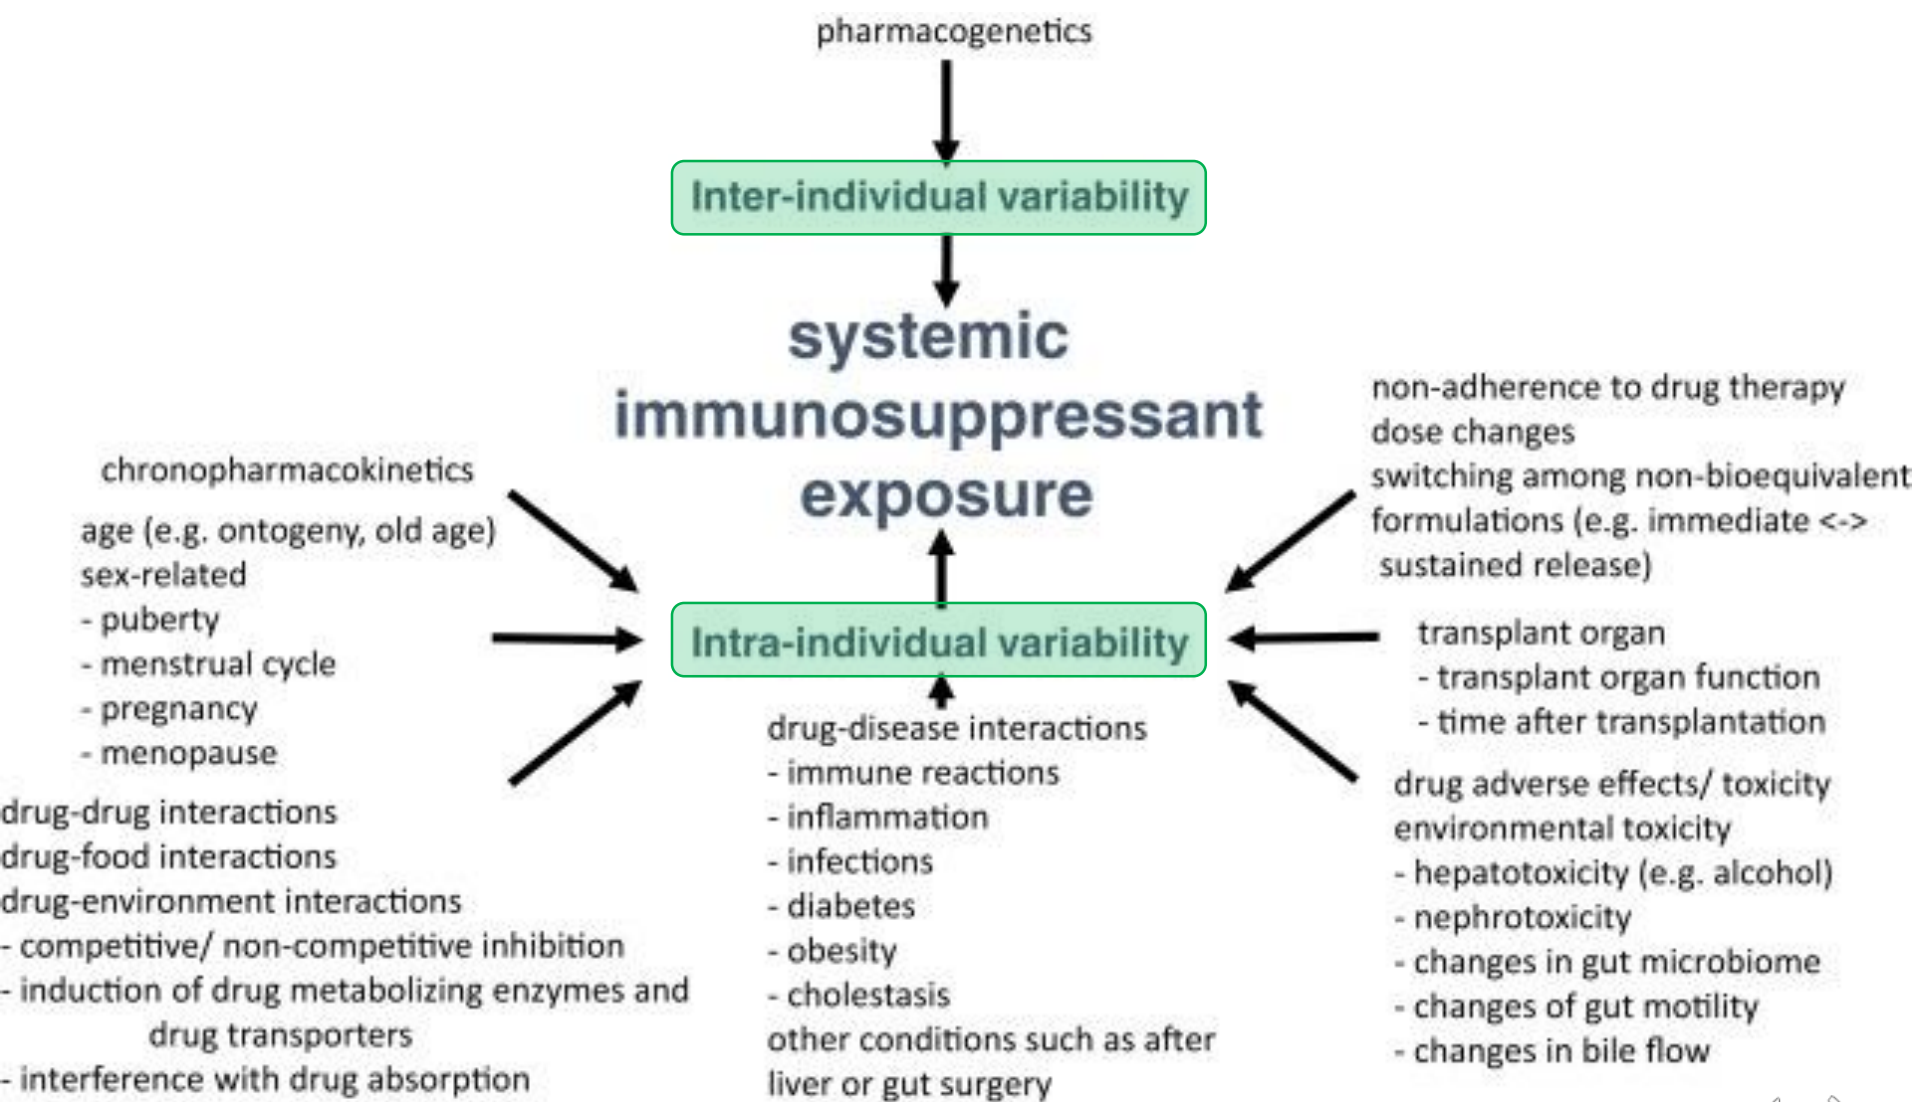 pharmacogenetics
Inter-individual variability
systemic
immunosuppressant
exposure
chronopharmacokinetics
age (e.g. ontogeny, old age)
sex-related
- puberty
- menstrual cycle
- pregnancy
- menopause
drug-drug interactions
drug-food interactions
drug-environment interactions
- competitive/ non-competitive inhibition
- induction of drug metabolizing enzymes and
drug transporters
- interference with drug absorption
Intra-individual variability
drug-disease interactions
- immune reactions
- inflammation
- infections
- diabetes
- obesity
- cholestasis
other conditions such as after
liver or gut surgery
non-adherence to drug therapy
dose changes
switching among non-bioequivalent
formulations (e.g. immediate <->
sustained release)
transplant organ
- transplant organ function
- time after transplantation
drug adverse effects/ toxicity
environmental toxicity
- hepatotoxicity (e.g. alcohol)
- nephrotoxicity
- changes in gut microbiome
- changes of gut motility
- changes in bile flow